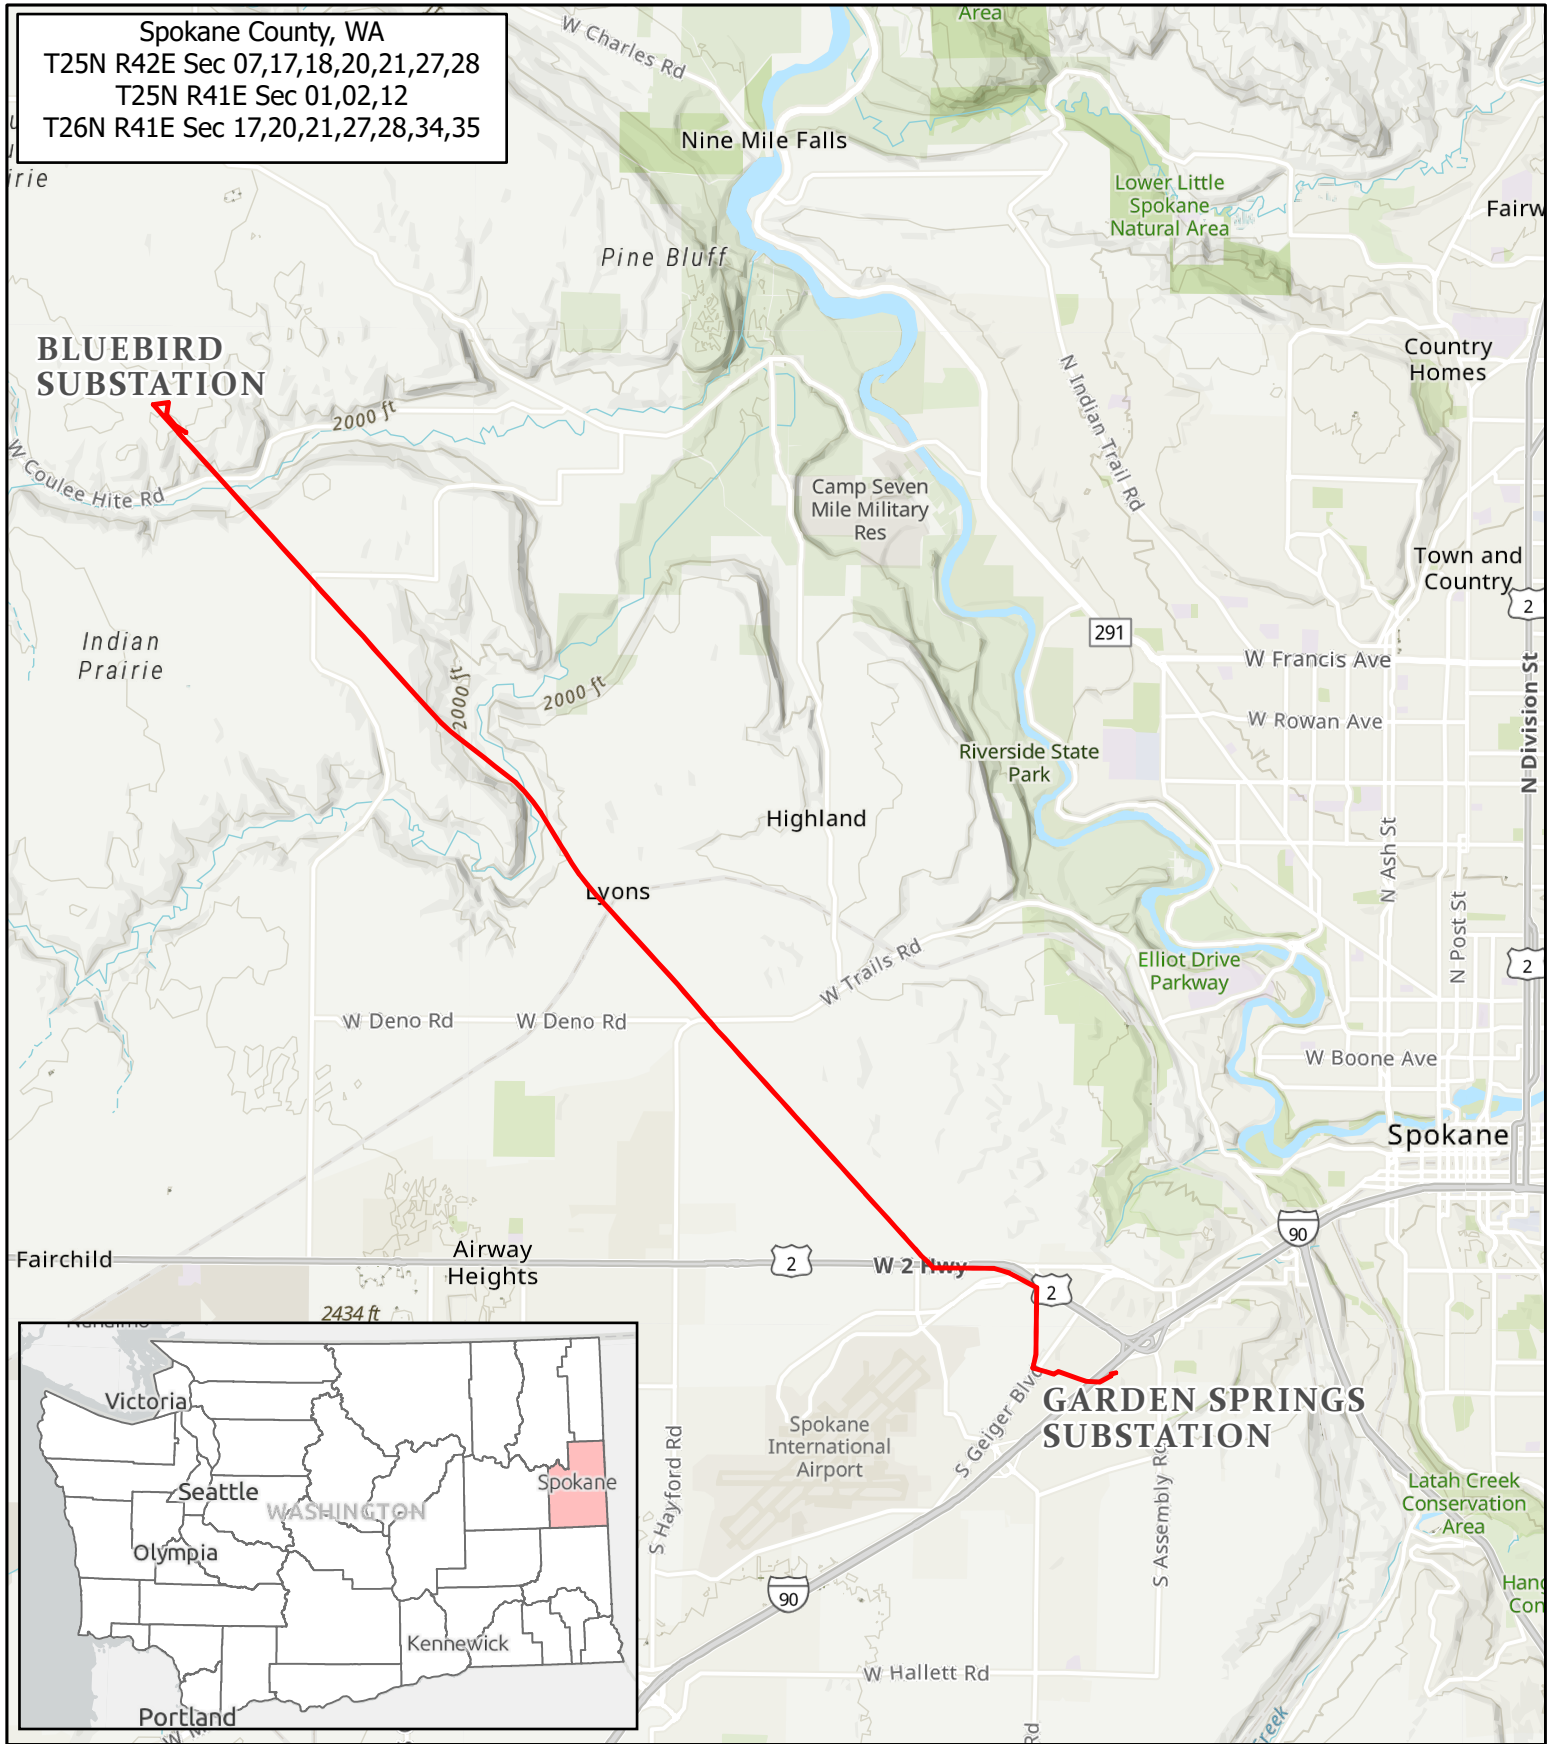 Spokane County, WA
T25N R42E Sec 07,17,18,20,21,27,28
T25N R41E Sec 01,02,12
T26N R41E Sec 17,20,21,27,28,34,35
Area
W Charles Rd
Nine Mile Falls
Lower Little
Spokane
Natural Area
Fairw
irie
Pine Bluff
BLUEBIRD
SUBSTATION
Country
Homes
2000 ft
N Indian Trail Rd
W Coulee Hite Rd
Camp Seven
Mile Military
Res
Town and
Country
2
291
Indian
Prairie
W Francis Ave
2000 ft
2000 ft
W Rowan Ave
N Division St
Riverside State
Park
Highland
N Ash St
Lyons
N Post St
W Trails Rd
Elliot Drive
Parkway
2
W Deno Rd
W Deno Rd
W Boone Ave
Spokane
90
Fairchild
Airway
Heights
2
W 2 Hwy
2
2434 ft
S Geiger Blvd
GARDEN SPRINGS
SUBSTATION
Spokane
International
Airport
S Hayford Rd
S Assembly Rd
Latah Creek
Conservation
Area
Hang
Con
90
W Hallett Rd
Rd
Creek
Nanaimo
Victoria
Seattle
WASHINGTON
Spokane
Olympia
Kennewick
Portland